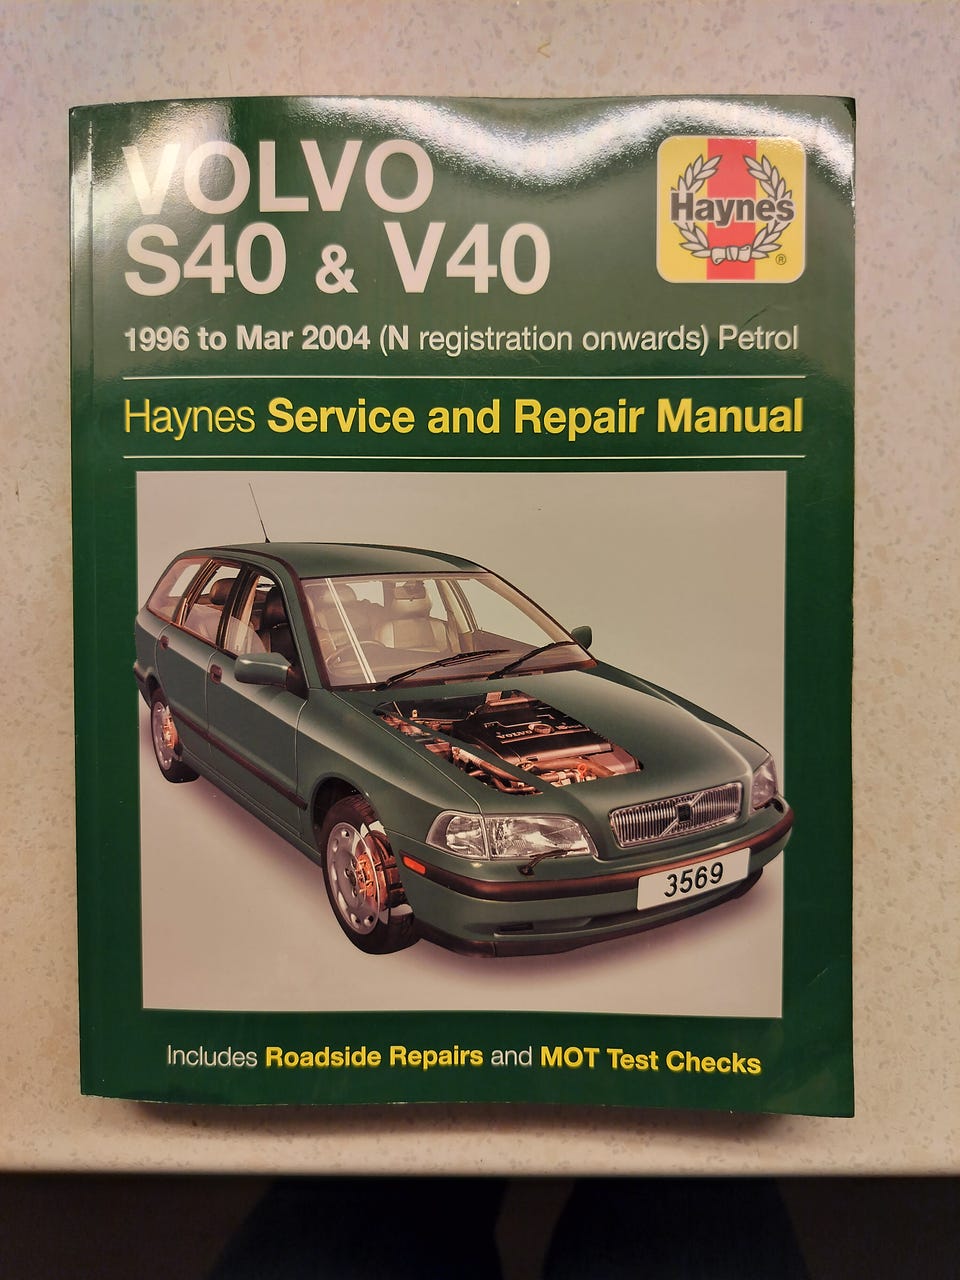 VOLVO
S40 & V40
Haynes
®
1996 to Mar 2004 (N registration onwards) Petrol
Haynes Service and Repair Manual
VOLVO
3569
Includes Roadside Repairs and MOT Test Checks